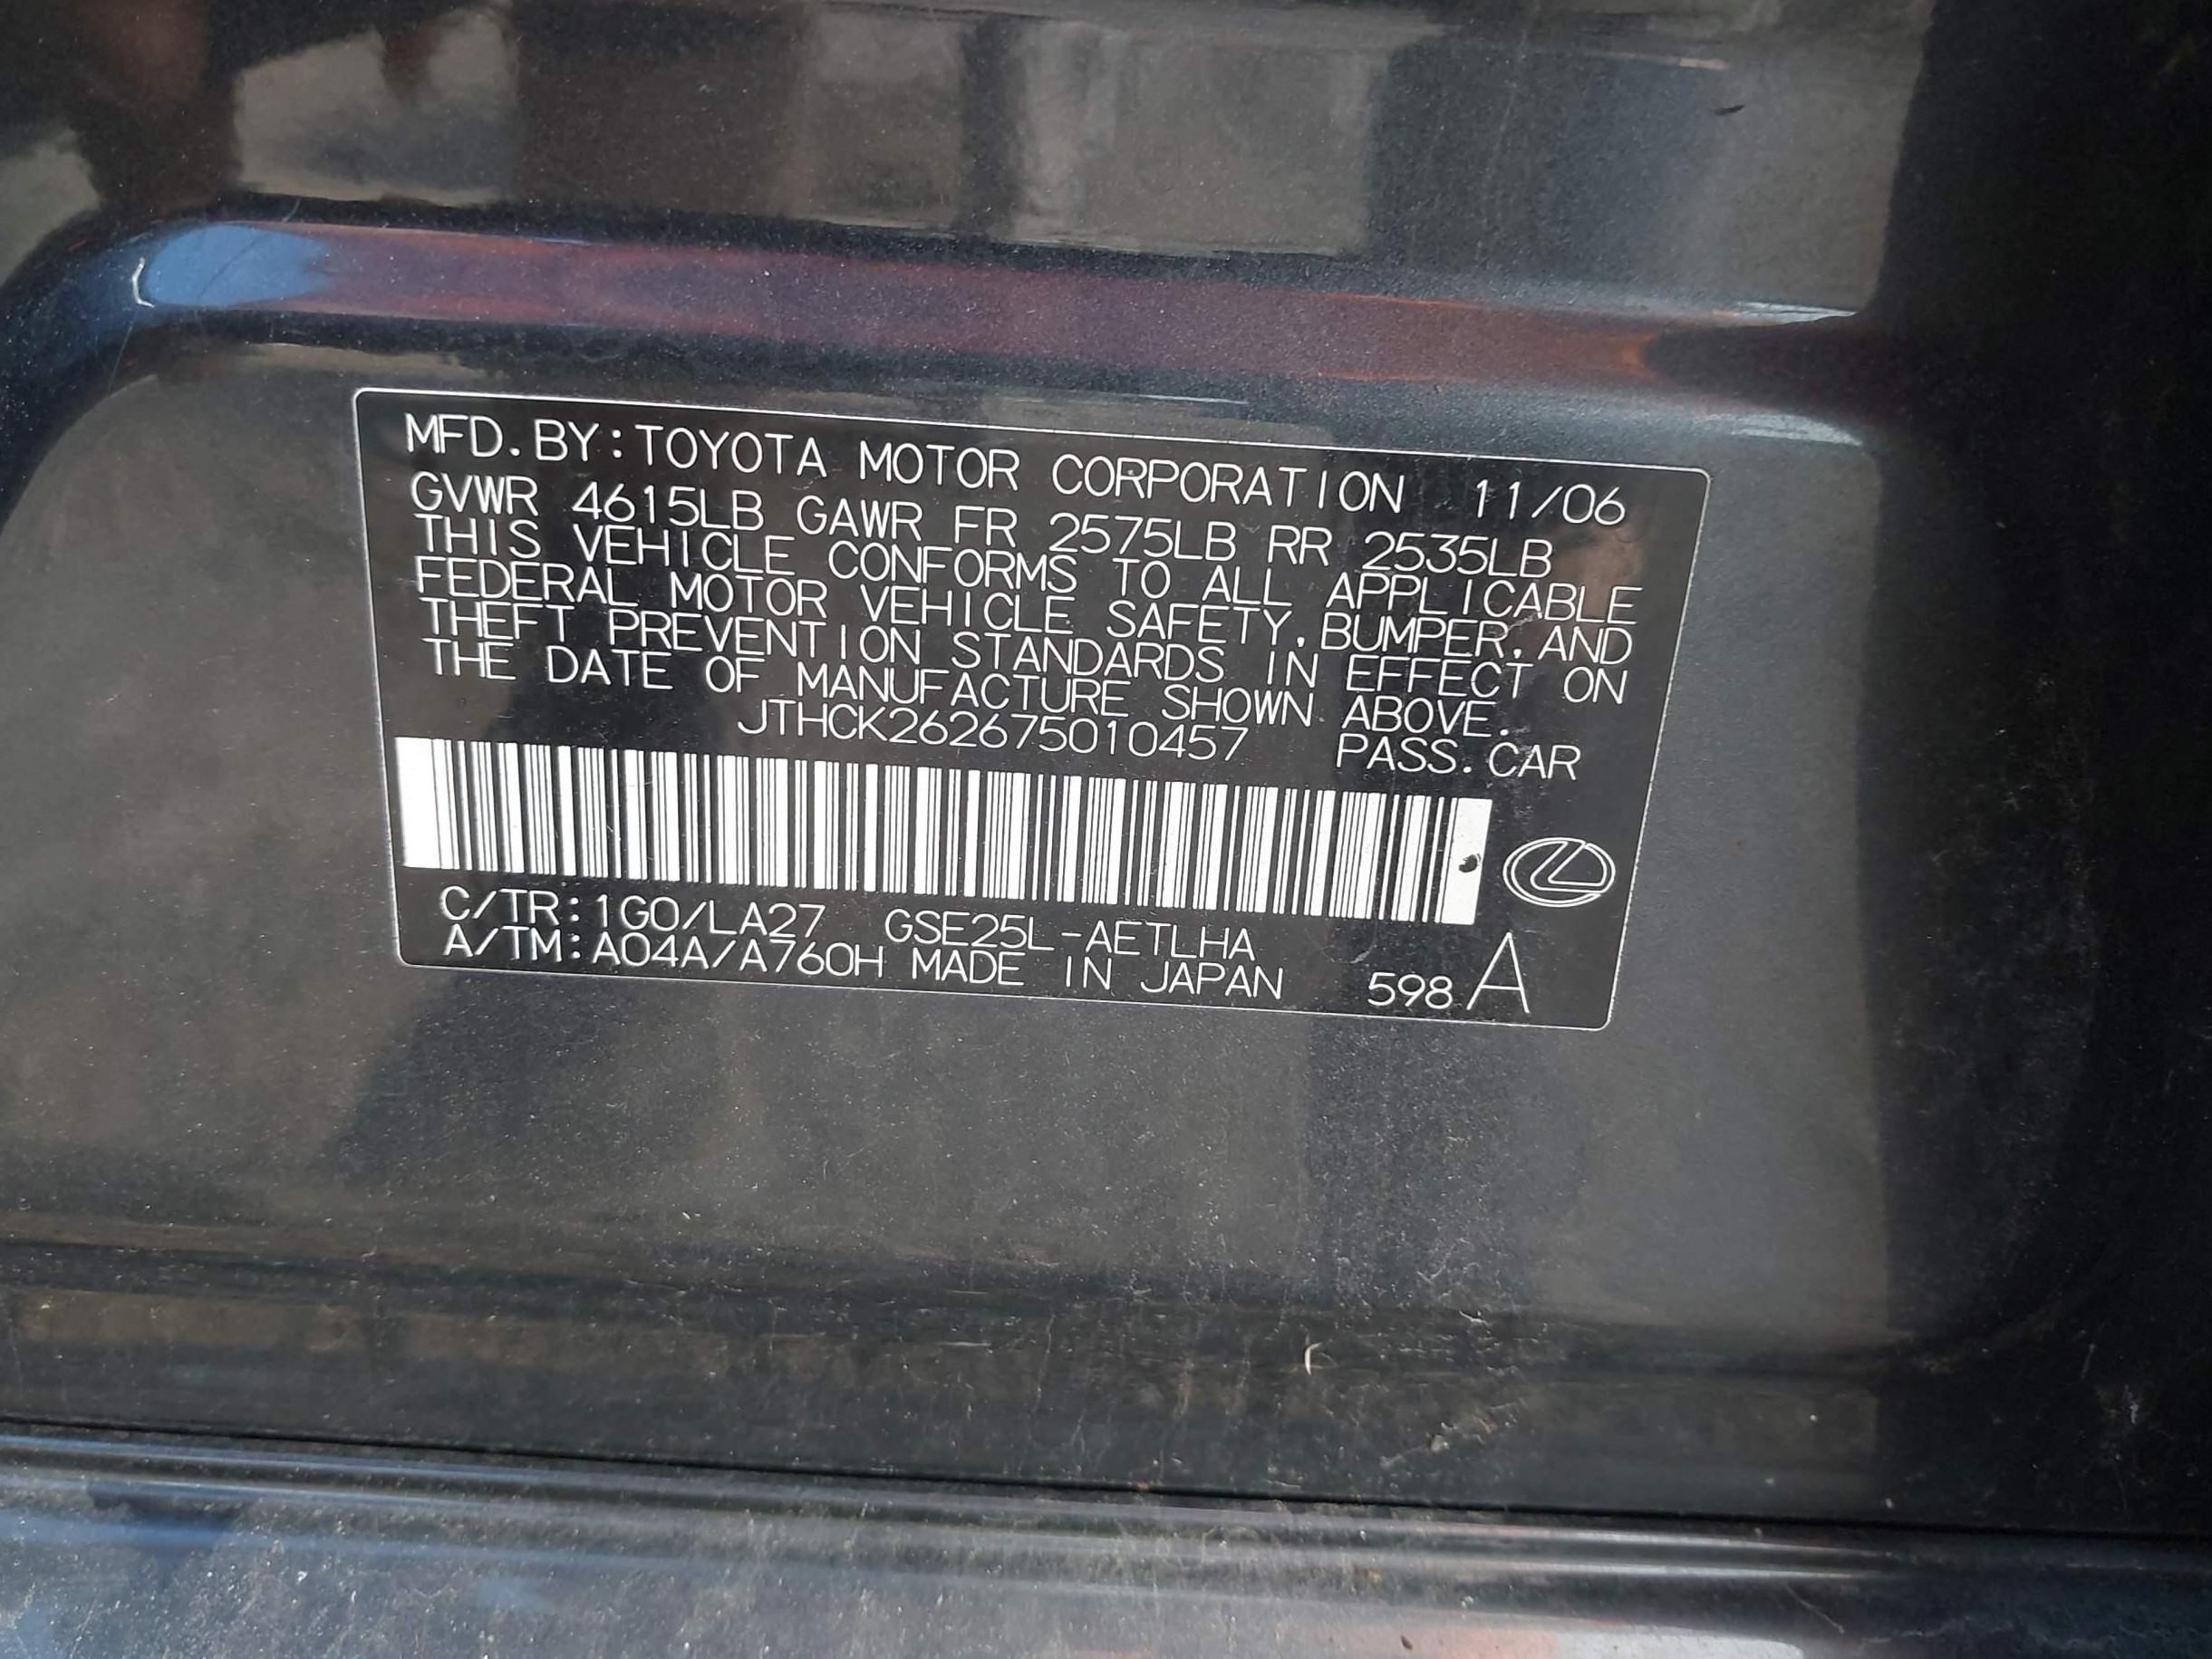 MFD.BY:TOYOTA MOTOR CORPORATION 11/06
GVWR 4615LB GAWR FR 2575LB RR 2535LB
THIS VEHICLE CONFORMS TO ALL APPLICABLE
FEDERAL MOTOR VEHICLE SAFETY, BUMPER, AND
THEFT PREVENTION STANDARDS IN EFFECT ON
THE DATE OF MANUFACTURE SHOWN ABOVE.
JTHCK262675010457 PASS.CAR
C/TR:1G0/LA27 GSE25L-AETLHA
A/TM:A04A/A760H MADE IN JAPAN 598 A